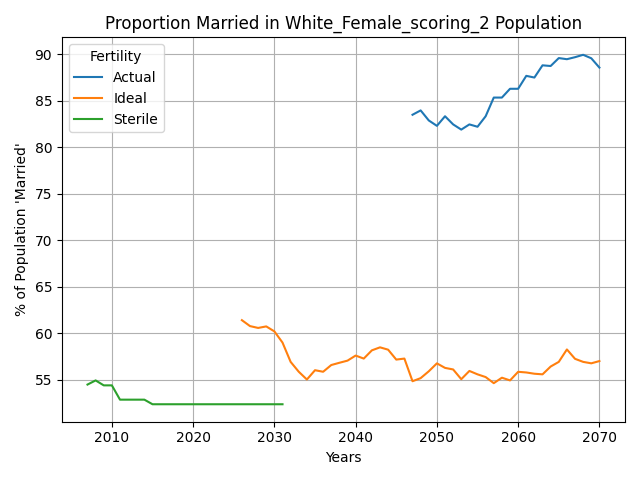 Proportion Married in White_Female_scoring_2 Population
Fertility
Actual
Ideal
Sterile
% of Population 'Married'
90
85
80
75
70
65
60
55
2010 2020 2030 2040 2050 2060 2070
Years